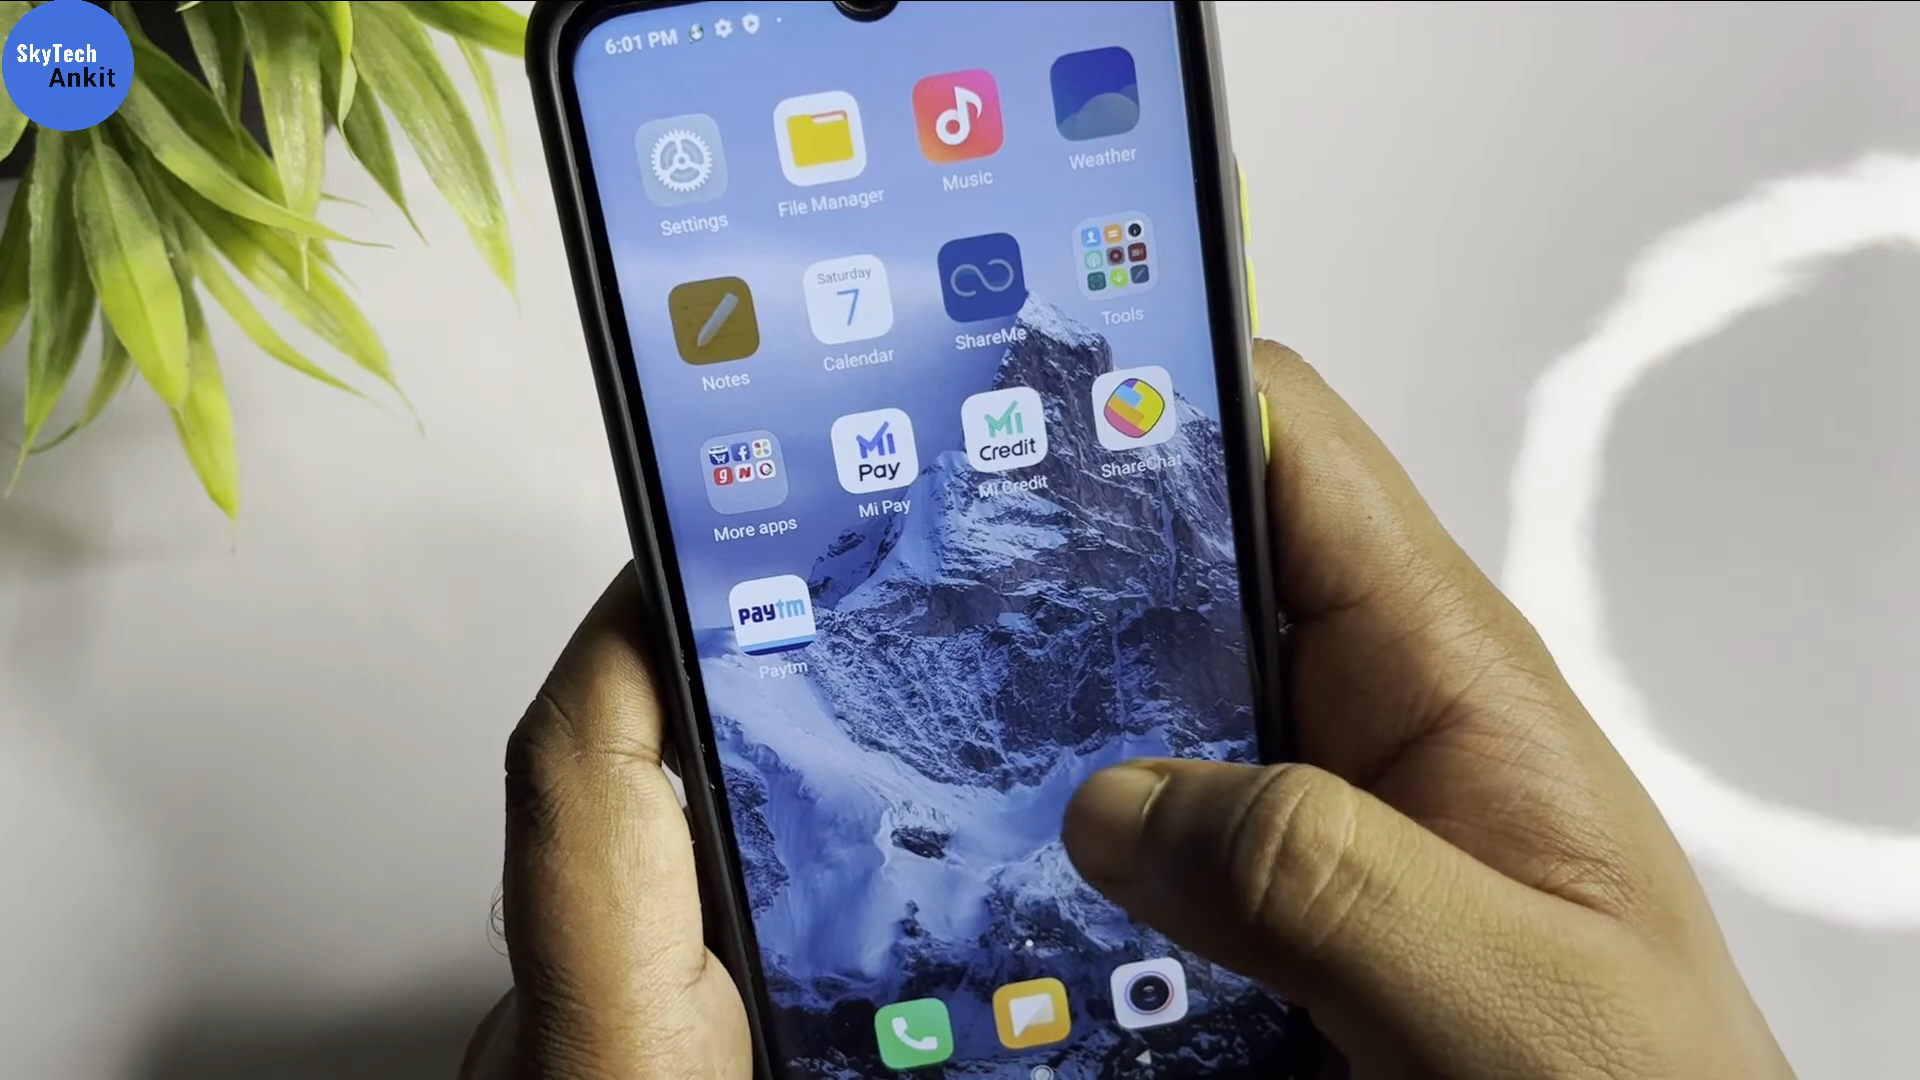 SkyTech
Ankit
6:01 PM
Settings
File Manager
Music
Weather
Notes
Saturday
7
Calendar
ShareMe
Tools
More apps
Mi
Pay
Mi Pay
Mi
Credit
Mi Credit
ShareChat
paytm
Paytm